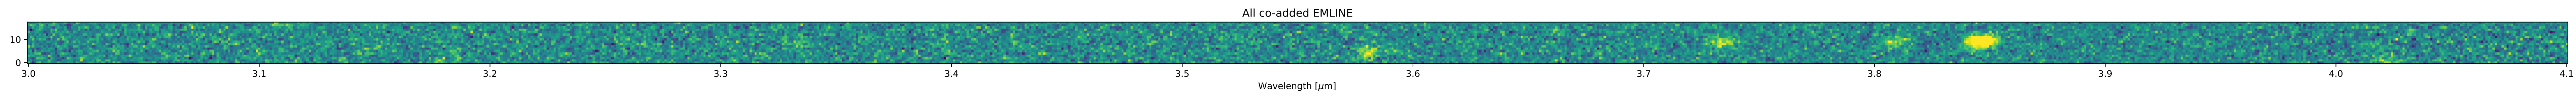 All co-added EMLINE
10
0
3.0 3.1 3.2 3.3 3.4 3.5 3.6 3.7 3.8 3.9 4.0 4.1
Wavelength [μm]